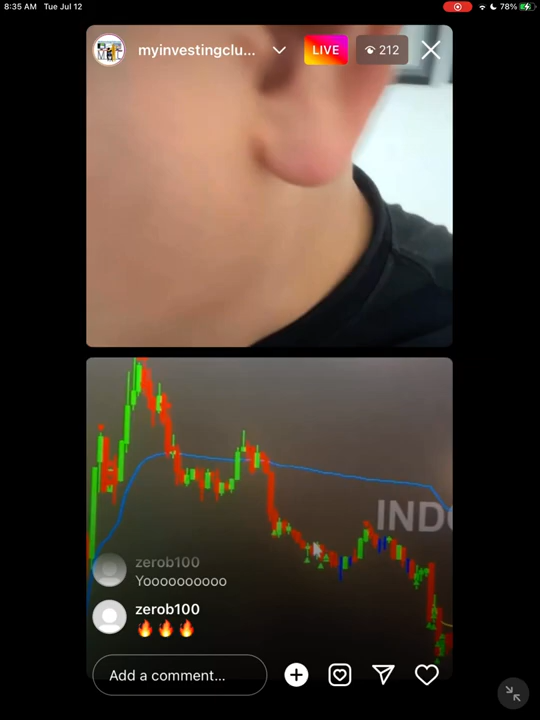 8:35 AM Tue Jul 12
78%
myinvestingclu...
LIVE
212
INDO
zerob100
Yoooooooooo
zerob100
🔥🔥🔥
Add a comment...